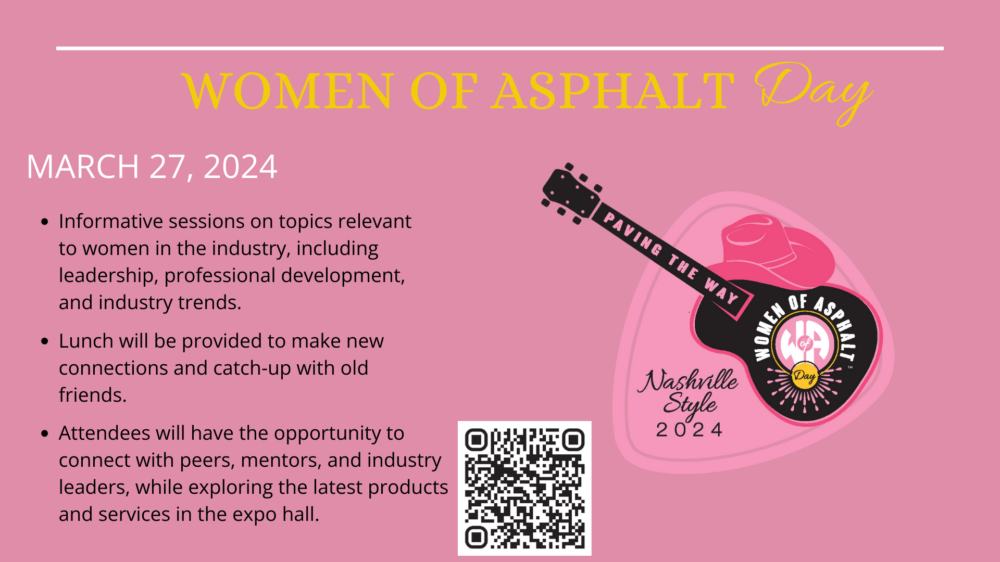 WOMEN OF ASPHALT Day
MARCH 27, 2024
• Informative sessions on topics relevant
to women in the industry, including
leadership, professional development,
and industry trends.
• Lunch will be provided to make new
connections and catch-up with old
friends.
• Attendees will have the opportunity to
connect with peers, mentors, and industry
leaders, while exploring the latest products
and services in the expo hall.
PAVING THE WAY
WOMEN OF ASPHALT
TM
W of A
Day
Nashville
Style
2024